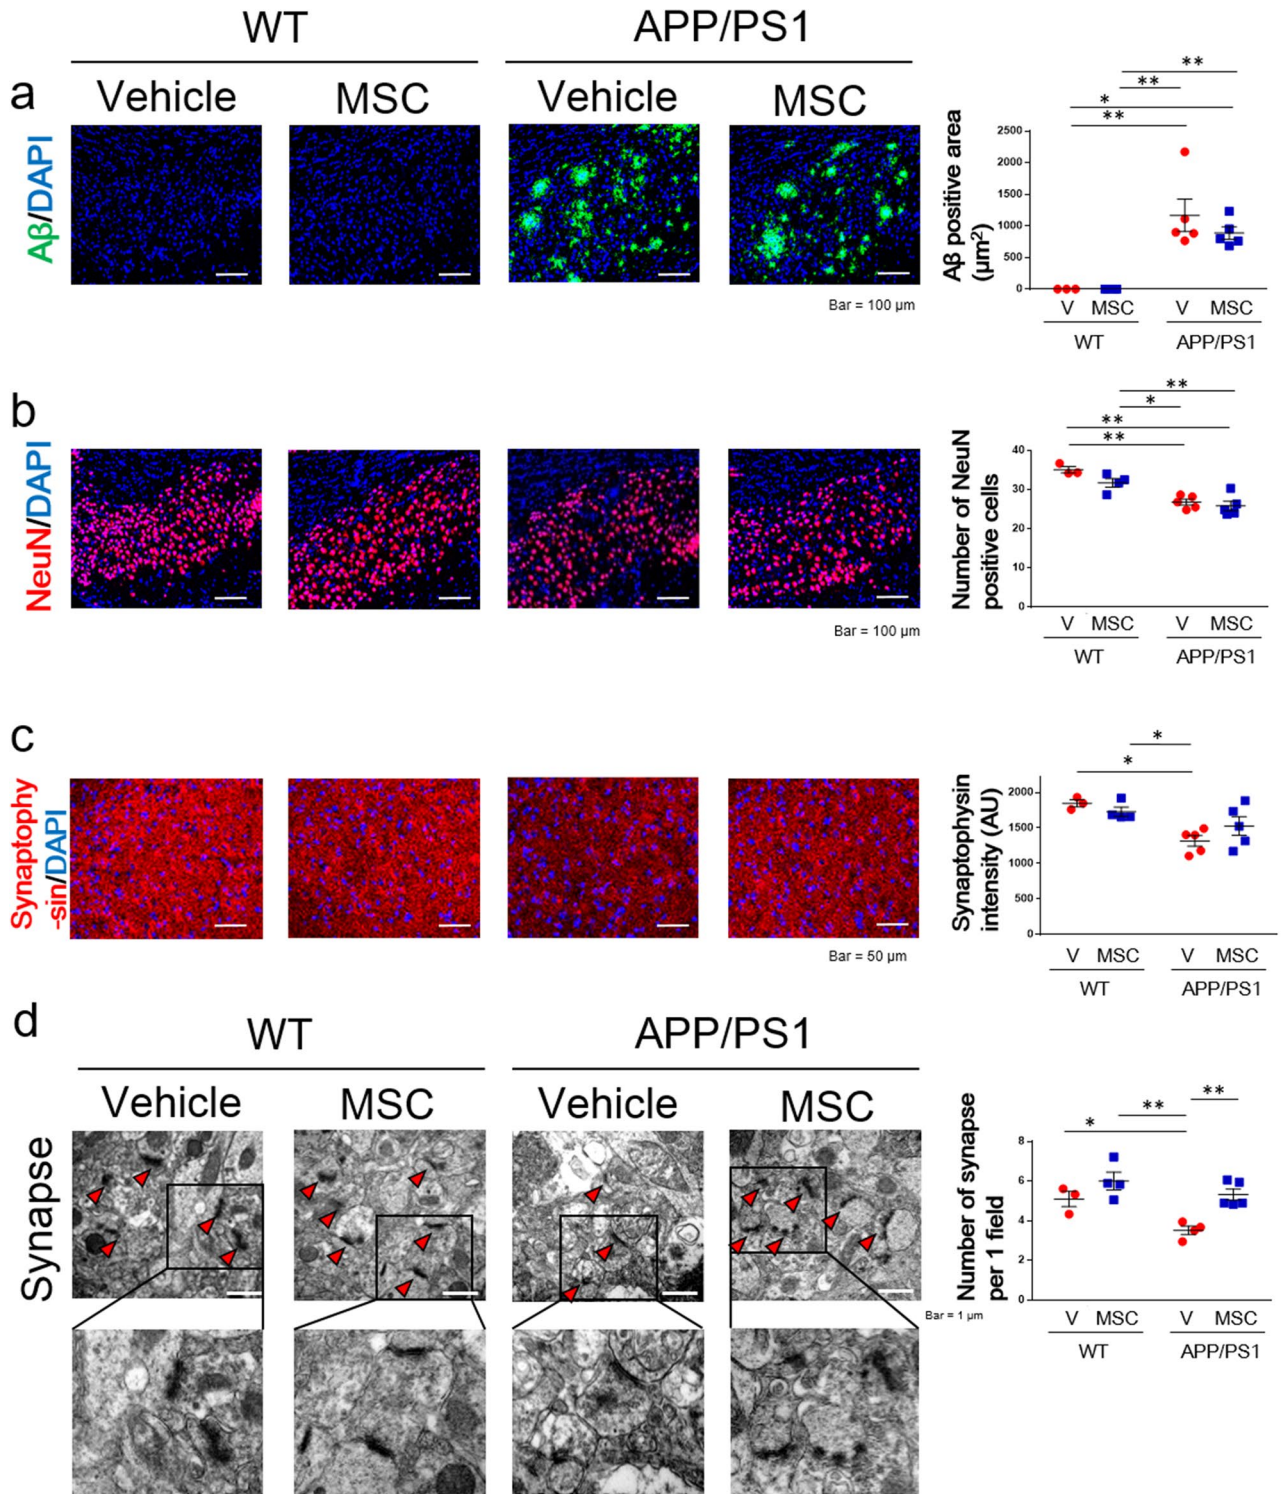 WT
APP/PS1
a
Vehicle
MSC
Vehicle
MSC
Aβ/DAPI
Bar = 100 µm
**
**
*
**
Aβ positive area
(µm²)
2500
2000
1500
1000
500
0
V
MSC
V
MSC
WT
APP/PS1
b
NeuN/DAPI
Bar = 100 µm
**
*
**
**
Number of NeuN
positive cells
40
30
20
10
0
V
MSC
V
MSC
WT
APP/PS1
c
Synaptophy
-sin/DAPI
Bar = 50 µm
*
*
Synaptophysin
intensity (AU)
2000
1500
1000
500
0
V
MSC
V
MSC
WT
APP/PS1
d
WT
APP/PS1
Vehicle
MSC
Vehicle
MSC
Synapse
Bar = 1 µm
**
**
*
Number of synapse
per 1 field
8
6
4
2
0
V
MSC
V
MSC
WT
APP/PS1